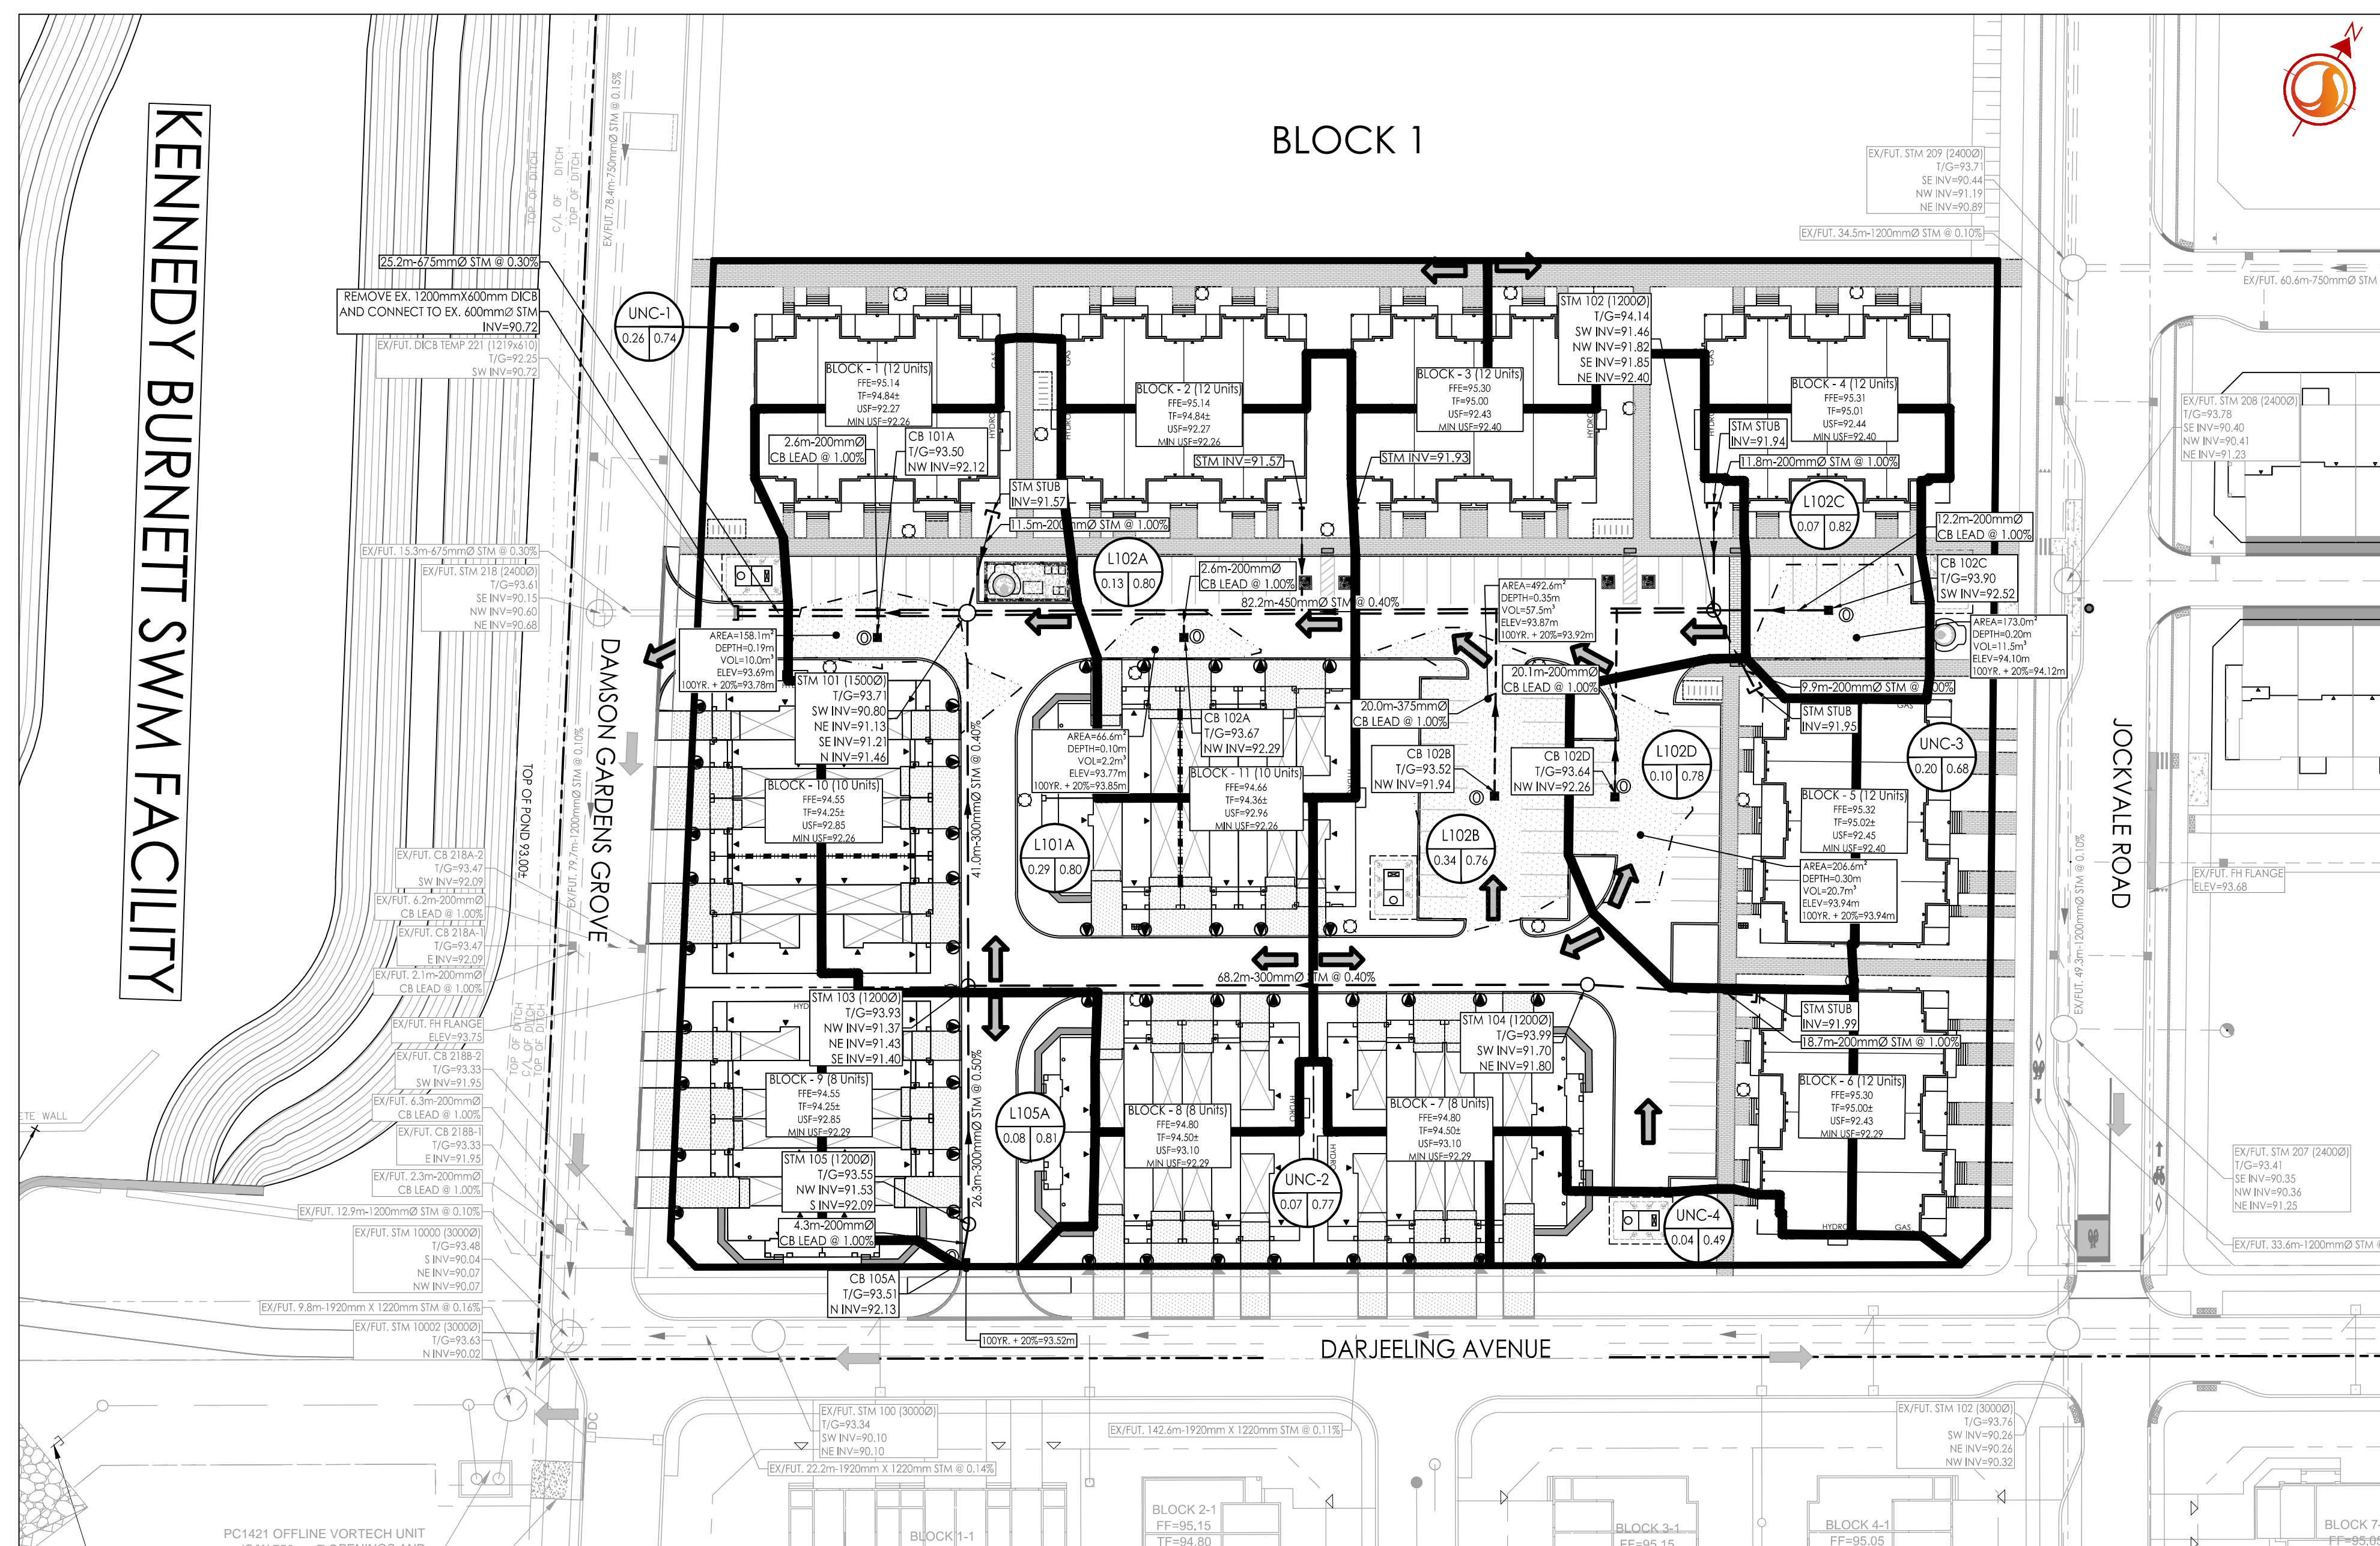 N
BLOCK 1
KENNEDY BURNETT SWM FACILITY
TOP OF DITCH
C/L OF DITCH
TOP OF DITCH
EX/FUT. 78.4m-750mmØ STM @ 0.15%
EX/FUT. STM 209 (2400Ø)
T/G=93.71
SE INV=90.44
NW INV=91.19
NE INV=90.89
EX/FUT. 34.5m-1200mmØ STM @ 0.10%
EX/FUT. 60.6m-750mmØ STM
25.2m-675mmØ STM @ 0.30%
REMOVE EX. 1200mmX600mm DICB
AND CONNECT TO EX. 600mmØ STM
INV=90.72
EX/FUT. DICB TEMP 221 (1219x610)
T/G=92.25
SW INV=90.72
UNC-1
0.26 0.74
STM 102 (1200Ø)
T/G=94.14
SW INV=91.46
NW INV=91.82
SE INV=91.85
NE INV=92.40
GAS
GAS
GAS
BLOCK - 1 (12 Units)
FFE=95.14
TF=94.84±
USF=92.27
MIN USF=92.26
BLOCK - 2 (12 Units)
FFE=95.14
TF=94.84±
USF=92.27
MIN USF=92.26
BLOCK - 3 (12 Units)
FFE=95.30
TF=95.00
USF=92.43
MIN USF=92.40
BLOCK - 4 (12 Units)
FFE=95.31
TF=95.01
USF=92.44
MIN USF=92.40
HYDRO
HYDRO
HYDRO
HYDRO
EX/FUT. STM 208 (2400Ø)
T/G=93.78
SE INV=90.40
NW INV=90.41
NE INV=91.23
2.6m-200mmØ
CB LEAD @ 1.00%
CB 101A
T/G=93.50
NW INV=92.12
STM STUB
INV=91.57
STM INV=91.57
STM INV=91.93
STM STUB
INV=91.94
11.8m-200mmØ STM @ 1.00%
L102C
0.07 0.82
12.2m-200mmØ
CB LEAD @ 1.00%
11.5m-200mmØ STM @ 1.00%
EX/FUT. 15.3m-675mmØ STM @ 0.30%
EX/FUT. STM 218 (2400Ø)
T/G=93.61
SE INV=90.15
NW INV=90.60
NE INV=90.68
L102A
0.13 0.80
2.6m-200mmØ
CB LEAD @ 1.00%
82.2m-450mmØ STM @ 0.40%
AREA=492.6m²
DEPTH=0.35m
VOL=57.5m³
ELEV=93.87m
100YR. + 20%=93.92m
CB 102C
T/G=93.90
SW INV=92.52
AREA=173.0m²
DEPTH=0.20m
VOL=11.5m³
ELEV=94.10m
100YR. + 20%=94.12m
AREA=158.1m²
DEPTH=0.19m
VOL=10.0m³
ELEV=93.69m
100YR. + 20%=93.78m
STM 101 (1500Ø)
T/G=93.71
SW INV=90.80
NE INV=91.13
SE INV=91.21
N INV=91.46
DAMSON GARDENS GROVE
20.1m-200mmØ
CB LEAD @ 1.00%
9.9m-200mmØ STM @ 1.00%
STM STUB
INV=91.95
GAS
20.0m-375mmØ
CB LEAD @ 1.00%
AREA=66.6m²
DEPTH=0.10m
VOL=2.2m³
ELEV=93.77m
100YR. + 20%=93.85m
CB 102A
T/G=93.67
NW INV=92.29
CB 102B
T/G=93.52
NW INV=91.94
CB 102D
T/G=93.64
NW INV=92.26
L102D
0.10 0.78
UNC-3
0.20 0.68
JOCKVALE ROAD
TOP OF POND 93.00±
EX/FUT. 79.7m-1200mmØ STM @ 0.10%
41.0m-300mmØ STM @ 0.40%
BLOCK - 10 (10 Units)
FFE=94.55
TF=94.25±
USF=92.85
MIN USF=92.26
BLOCK - 11 (10 Units)
FFE=94.66
TF=94.36±
USF=92.96
MIN USF=92.26
HYDRO
BLOCK - 5 (12 Units)
FFE=95.32
TF=95.02±
USF=92.45
MIN USF=92.40
L101A
0.29 0.80
L102B
0.34 0.76
AREA=206.6m²
DEPTH=0.30m
VOL=20.7m³
ELEV=93.94m
100YR. + 20%=93.94m
EX/FUT. 49.3m-1200mmØ STM @ 0.10%
EX/FUT. FH FLANGE
ELEV=93.68
EX/FUT. CB 218A-2
T/G=93.47
SW INV=92.09
EX/FUT. 6.2m-200mmØ
CB LEAD @ 1.00%
EX/FUT. CB 218A-1
T/G=93.47
E INV=92.09
EX/FUT. 2.1m-200mmØ
CB LEAD @ 1.00%
68.2m-300mmØ STM @ 0.40%
TOP OF DITCH
C/L OF DITCH
TOP OF DITCH
EX/FUT. FH FLANGE
ELEV=93.75
HYD
STM 103 (1200Ø)
T/G=93.93
NW INV=91.37
NE INV=91.43
SE INV=91.40
STM 104 (1200Ø)
T/G=93.99
SW INV=91.70
NE INV=91.80
STM STUB
INV=91.99
18.7m-200mmØ STM @ 1.00%
EX/FUT. CB 218B-2
T/G=93.33
SW INV=91.95
EX/FUT. 6.3m-200mmØ
CB LEAD @ 1.00%
EX/FUT. CB 218B-1
T/G=93.33
E INV=91.95
EX/FUT. 2.3m-200mmØ
CB LEAD @ 1.00%
BLOCK - 9 (8 Units)
FFE=94.55
TF=94.25±
USF=92.85
MIN USF=92.29
26.3m-300mmØ STM @ 0.50%
L105A
0.08 0.81
BLOCK - 8 (8 Units)
FFE=94.80
TF=94.50±
USF=93.10
MIN USF=92.29
HYDRO
HYDRO
BLOCK - 7 (8 Units)
FFE=94.80
TF=94.50±
USF=93.10
MIN USF=92.29
BLOCK - 6 (12 Units)
FFE=95.30
TF=95.00±
USF=92.43
MIN USF=92.29
ETE WALL
EX/FUT. STM 207 (2400Ø)
T/G=93.41
SE INV=90.35
NW INV=90.36
NE INV=91.25
STM 105 (1200Ø)
T/G=93.55
NW INV=91.53
S INV=92.09
4.3m-200mmØ
CB LEAD @ 1.00%
UNC-2
0.07 0.77
UNC-4
0.04 0.49
HYDRO
GAS
EX/FUT. 12.9m-1200mmØ STM @ 0.10%
EX/FUT. STM 10000 (3000Ø)
T/G=93.48
S INV=90.04
NE INV=90.07
NW INV=90.07
EX/FUT. 33.6m-1200mmØ STM
CB 105A
T/G=93.51
N INV=92.13
EX/FUT. 9.8m-1920mm X 1220mm STM @ 0.16%
EX/FUT. STM 10002 (3000Ø)
T/G=93.63
N INV=90.02
100YR. + 20%=93.52m
DARJEELING AVENUE
DC
EX/FUT. STM 100 (3000Ø)
T/G=93.34
SW INV=90.10
NE INV=90.10
EX/FUT. 142.6m-1920mm X 1220mm STM @ 0.11%
EX/FUT. 22.2m-1920mm X 1220mm STM @ 0.14%
EX/FUT. STM 102 (3000Ø)
T/G=93.76
SW INV=90.26
NE INV=90.26
NW INV=90.32
PC1421 OFFLINE VORTECH UNIT
BLOCK 1-1
BLOCK 2-1
FF=95.15
TF=94.80
BLOCK 3-1
FF=95.15
BLOCK 4-1
FF=95.05
BLOCK 7-
FF=95.05